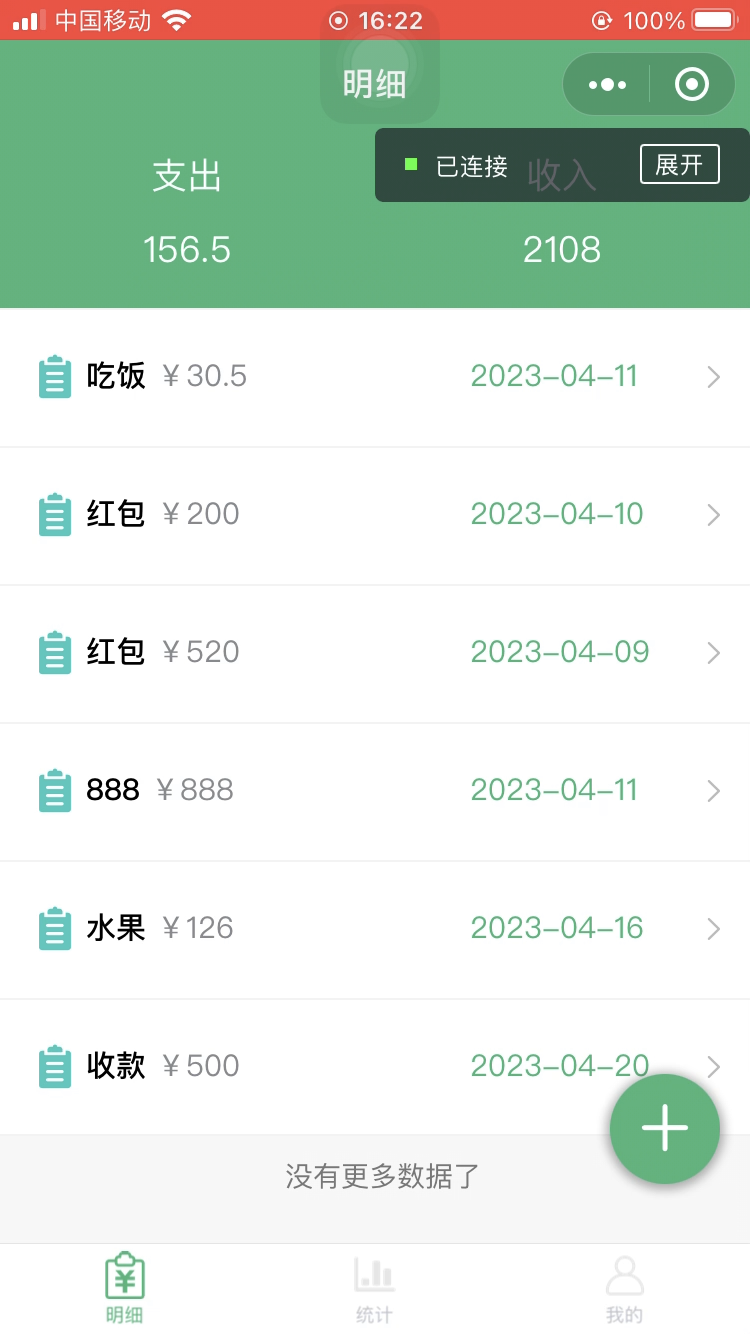 中国移动 16:22 100%
明细
已连接 展开
支出 收入
156.5 2108
吃饭 ¥30.5 2023-04-11
红包 ¥200 2023-04-10
红包 ¥520 2023-04-09
888 ¥888 2023-04-11
水果 ¥126 2023-04-16
收款 ¥500 2023-04-20
没有更多数据了
明细 统计 我的